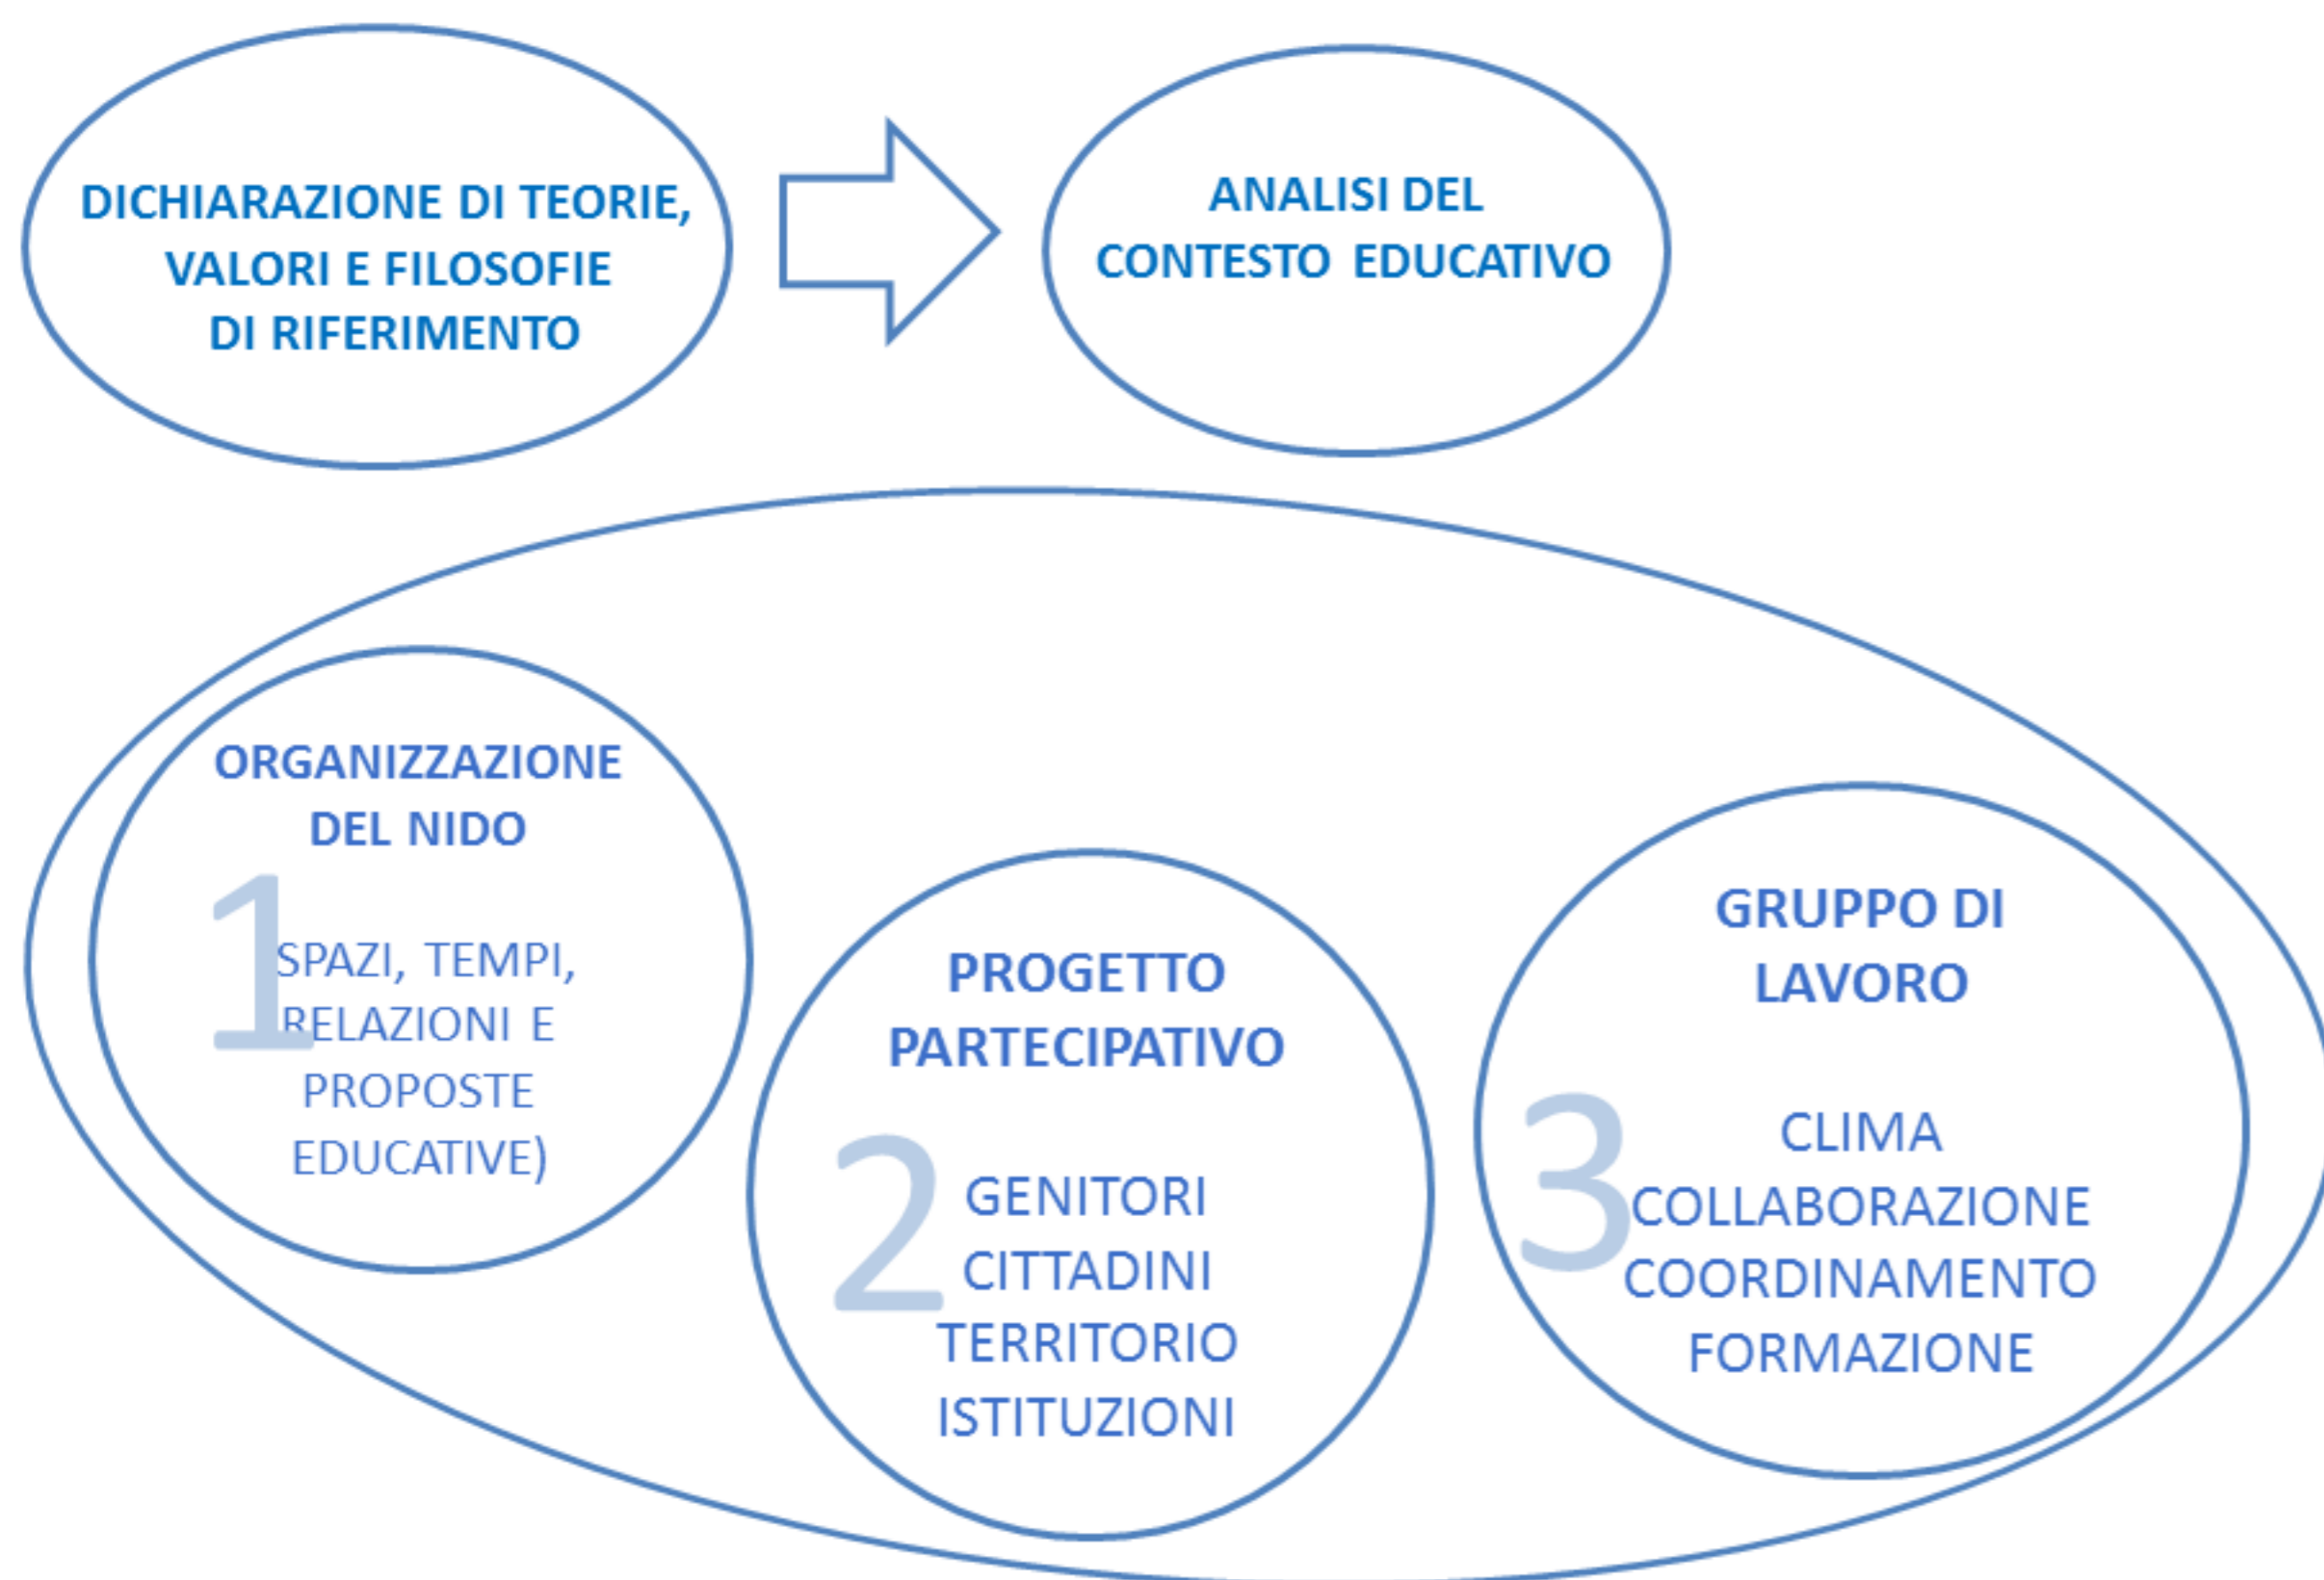 DICHIARAZIONE DI TEORIE,
VALORI E FILOSOFIE
DI RIFERIMENTO
ANALISI DEL
CONTESTO EDUCATIVO
ORGANIZZAZIONE
DEL NIDO
1
SPAZI, TEMPI,
RELAZIONI E
PROPOSTE
EDUCATIVE)
PROGETTO
PARTECIPATIVO
2
GENITORI
CITTADINI
TERRITORIO
ISTITUZIONI
GRUPPO DI
LAVORO
3
CLIMA
COLLABORAZIONE
COORDINAMENTO
FORMAZIONE